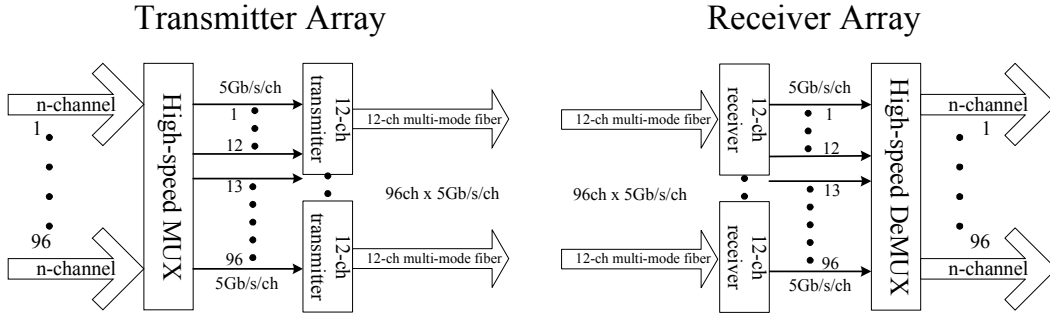 Transmitter Array
n-channel
1
96
n-channel
High-speed MUX
5Gb/s/ch
1
12
13
96
5Gb/s/ch
12-ch
transmitter
12-ch
transmitter
12-ch multi-mode fiber
96ch x 5Gb/s/ch
12-ch multi-mode fiber
Receiver Array
12-ch multi-mode fiber
96ch x 5Gb/s/ch
12-ch multi-mode fiber
12-ch
receiver
12-ch
receiver
5Gb/s/ch
1
12
13
96
5Gb/s/ch
High-speed DeMUX
n-channel
1
96
n-channel